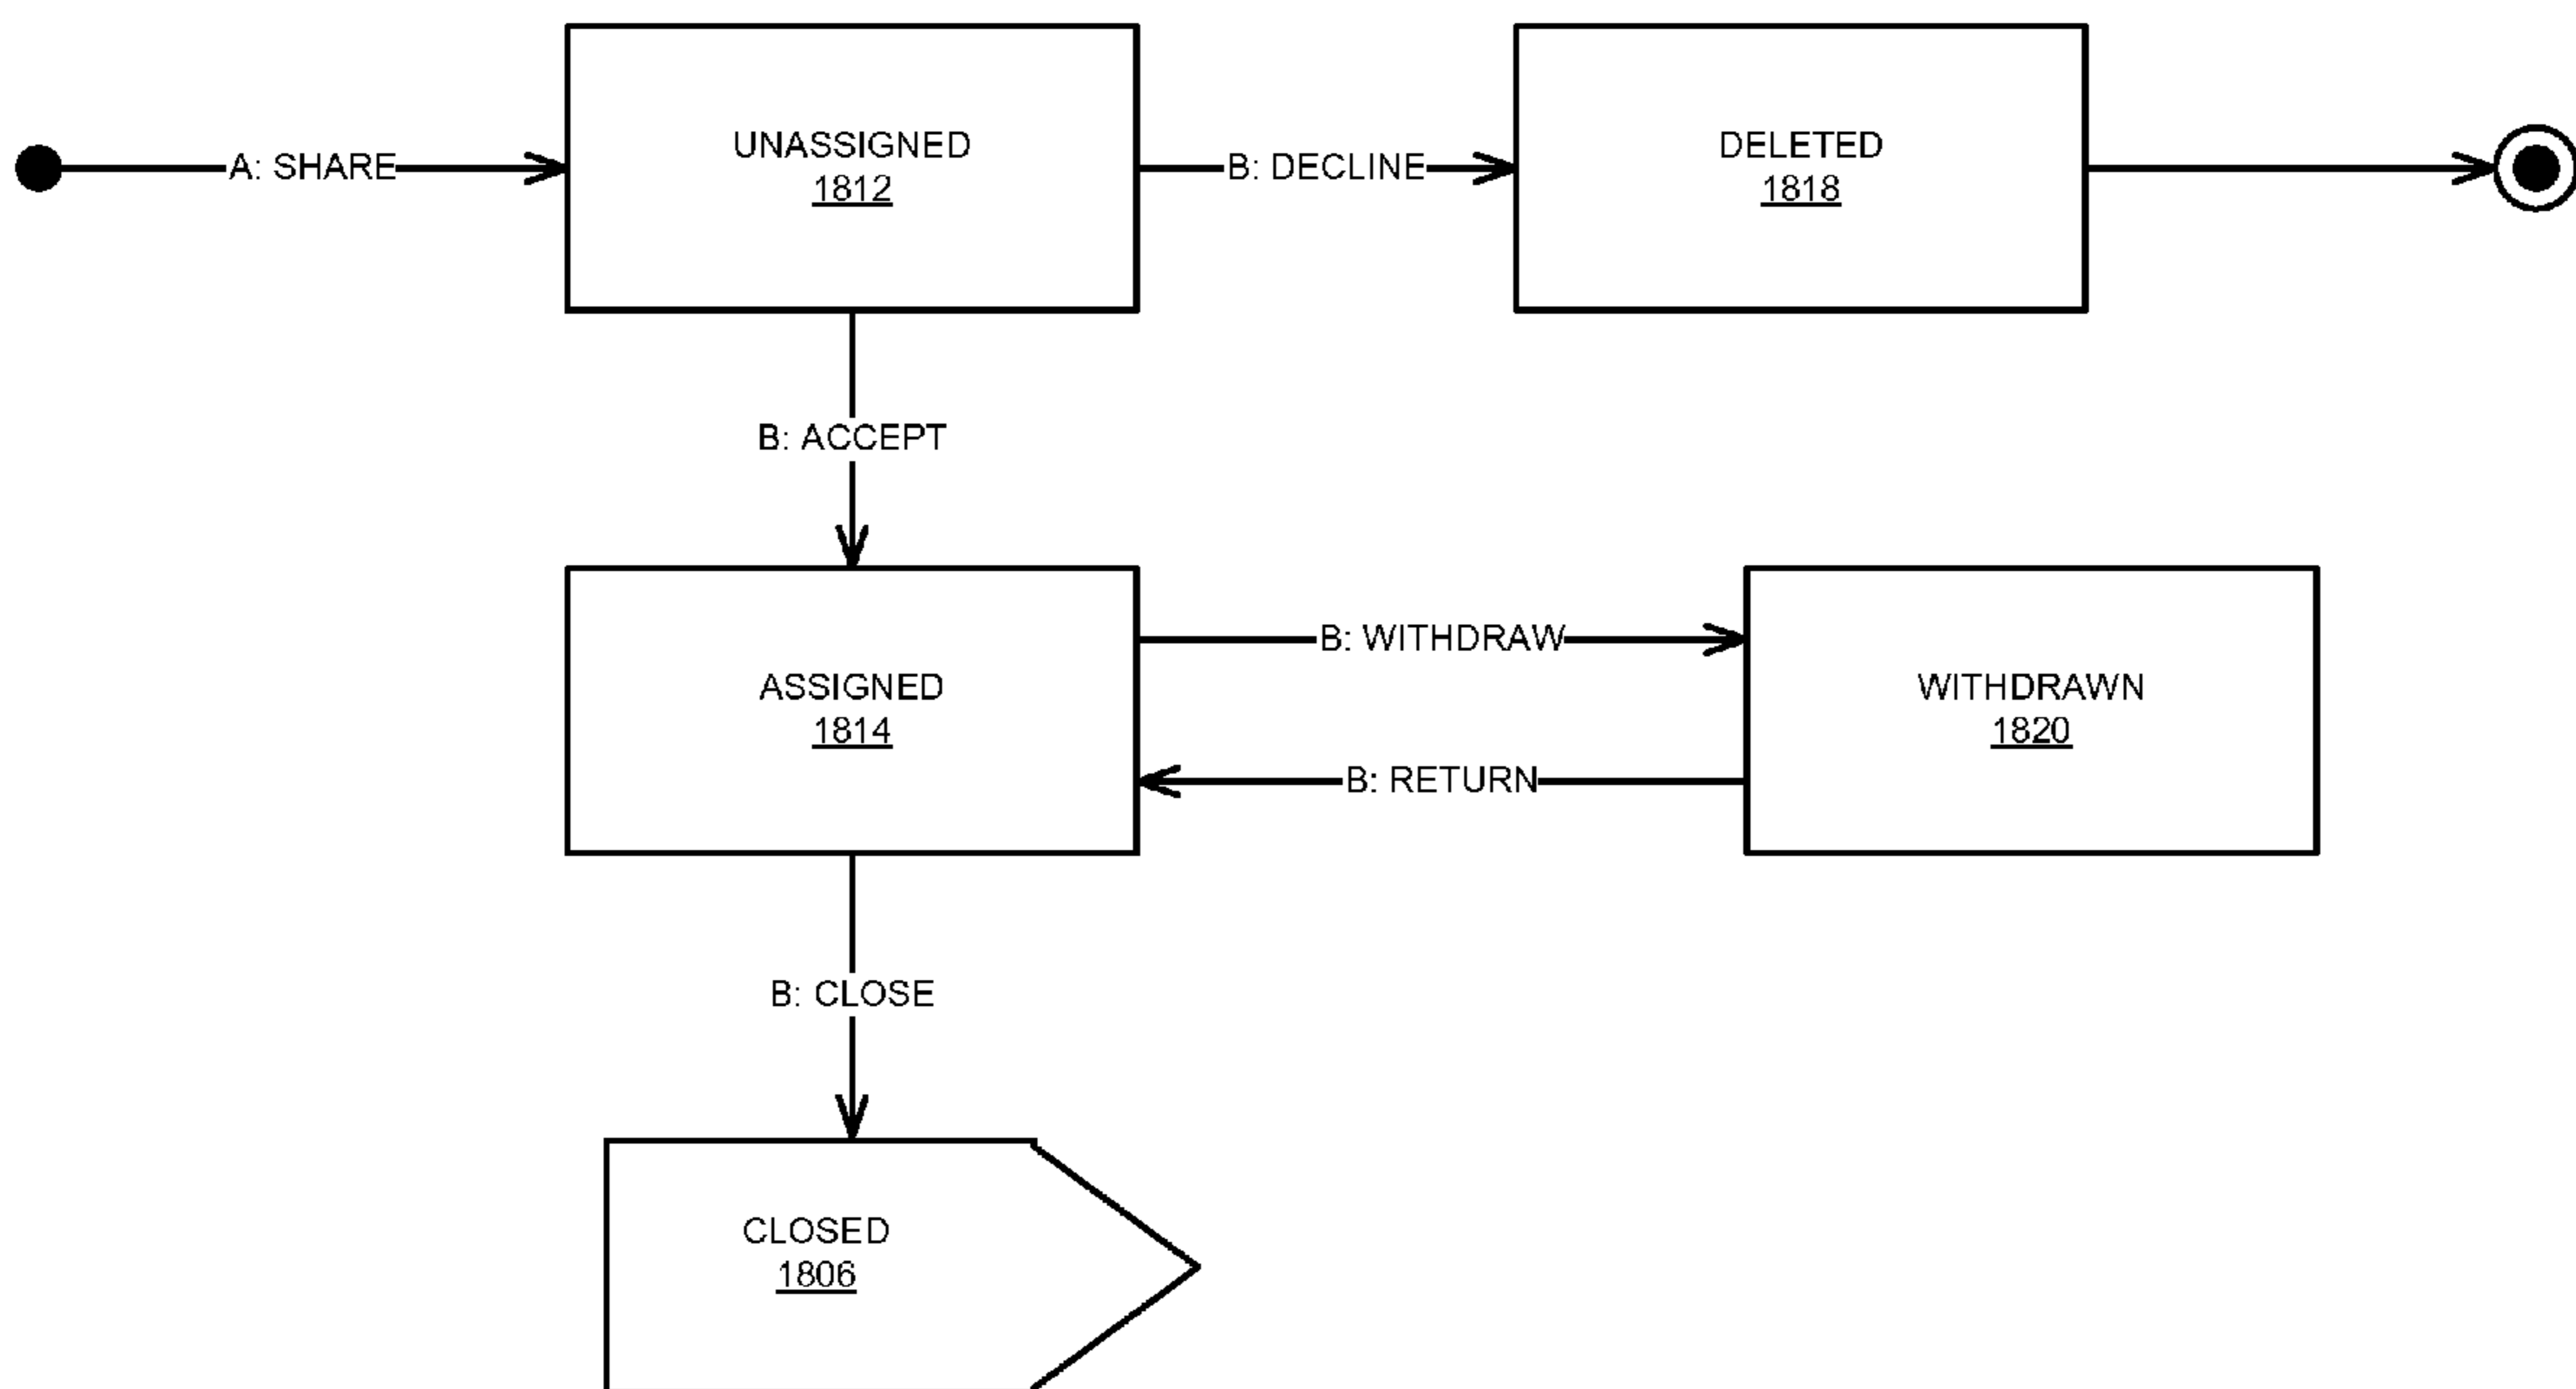 A: SHARE
UNASSIGNED
1812
B: DECLINE
DELETED
1818
B: ACCEPT
ASSIGNED
1814
B: WITHDRAW
B: RETURN
WITHDRAWN
1820
B: CLOSE
CLOSED
1806